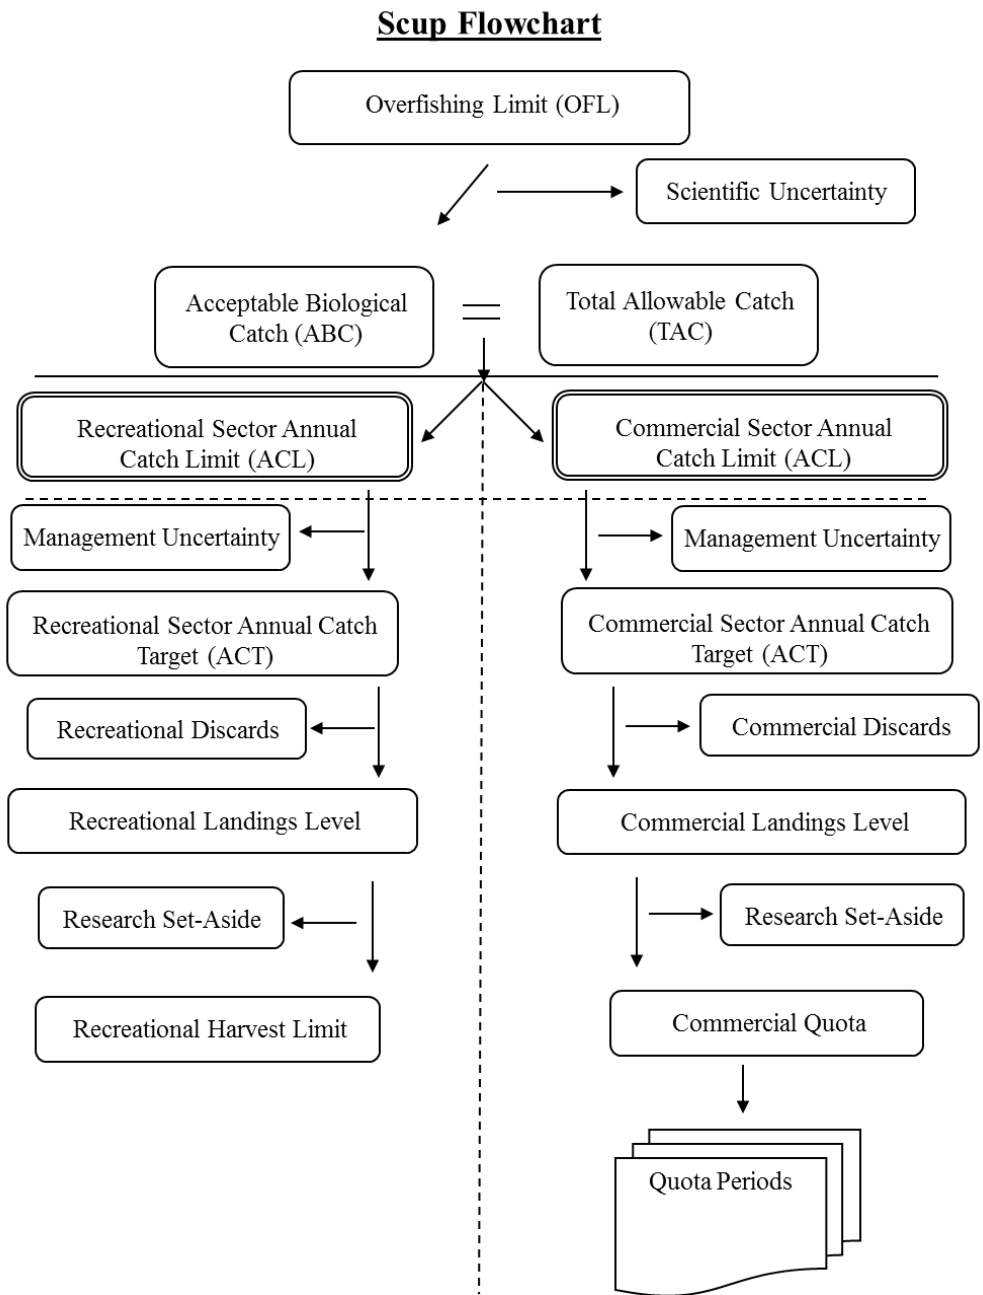 Scup Flowchart
Overfishing Limit (OFL)
Scientific Uncertainty
Acceptable Biological
Catch (ABC)
Total Allowable Catch
(TAC)
Recreational Sector Annual
Catch Limit (ACL)
Commercial Sector Annual
Catch Limit (ACL)
Management Uncertainty
Management Uncertainty
Recreational Sector Annual Catch
Target (ACT)
Commercial Sector Annual Catch
Target (ACT)
Recreational Discards
Commercial Discards
Recreational Landings Level
Commercial Landings Level
Research Set-Aside
Research Set-Aside
Recreational Harvest Limit
Commercial Quota
Quota Periods